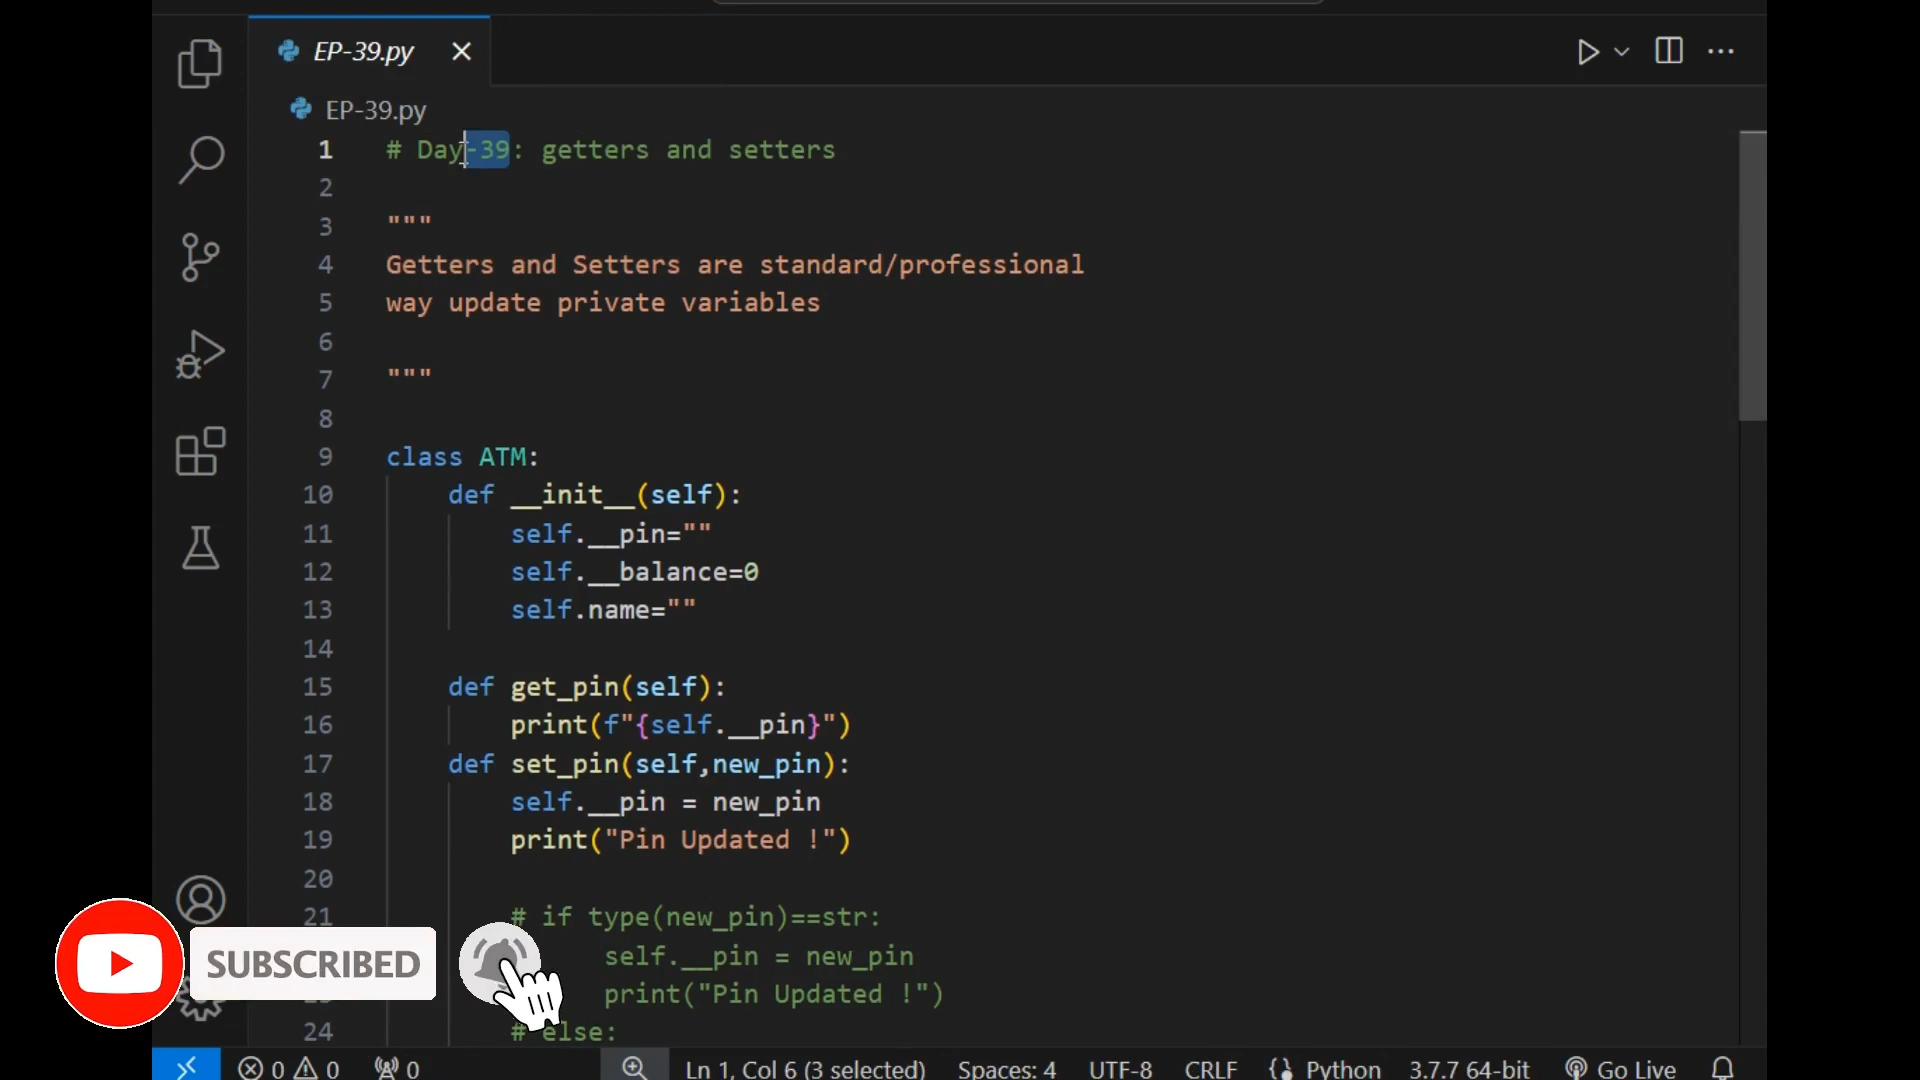 EP-39.py
EP-39.py
1 # Day-39: getters and setters
2
3 """
4 Getters and Setters are standard/professional
5 way update private variables
6
7 """
8
9 class ATM:
10 def __init__(self):
11 self.__pin=""
12 self.__balance=0
13 self.name=""
14
15 def get_pin(self):
16 print(f"{self.__pin}")
17 def set_pin(self,new_pin):
18 self.__pin = new_pin
19 print("Pin Updated !")
20
21 # if type(new_pin)==str:
self.__pin = new_pin
print("Pin Updated !")
24 # else:
SUBSCRIBED
0 0 0 Ln 1, Col 6 (3 selected) Spaces: 4 UTF-8 CRLF Python 3.7.7 64-bit Go Live